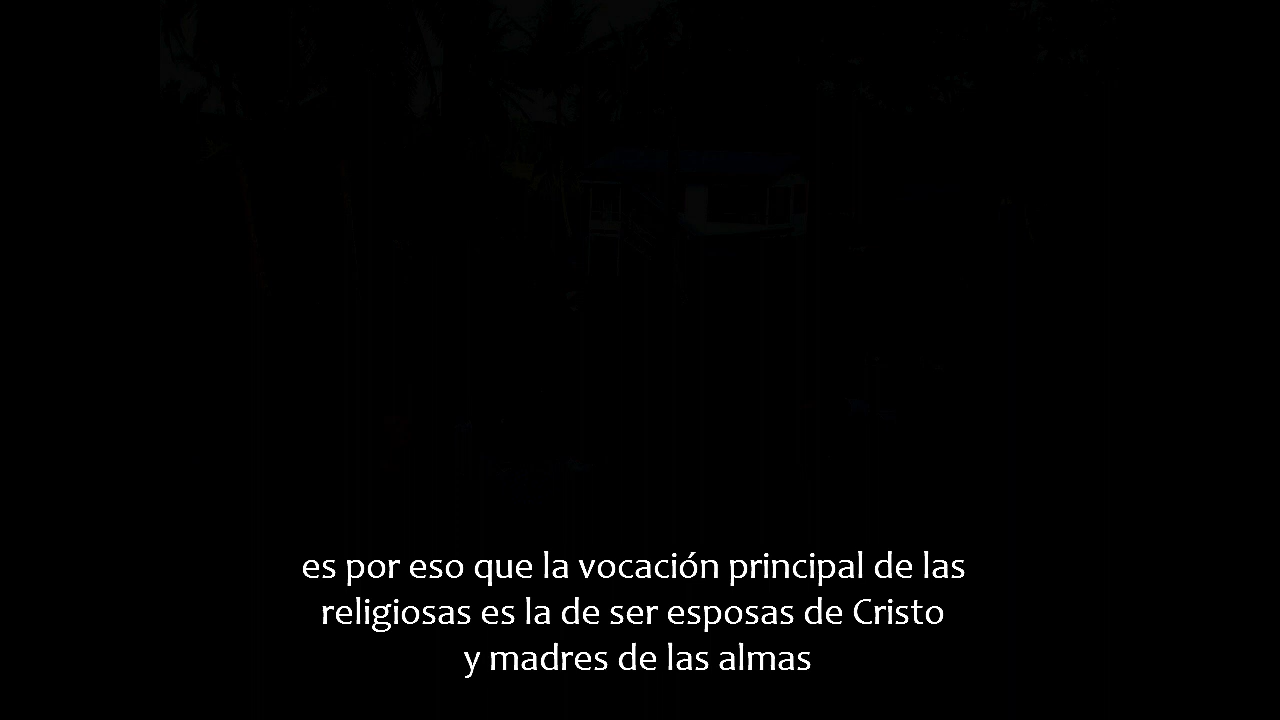 es por eso que la vocación principal de las
religiosas es la de ser esposas de Cristo
y madres de las almas